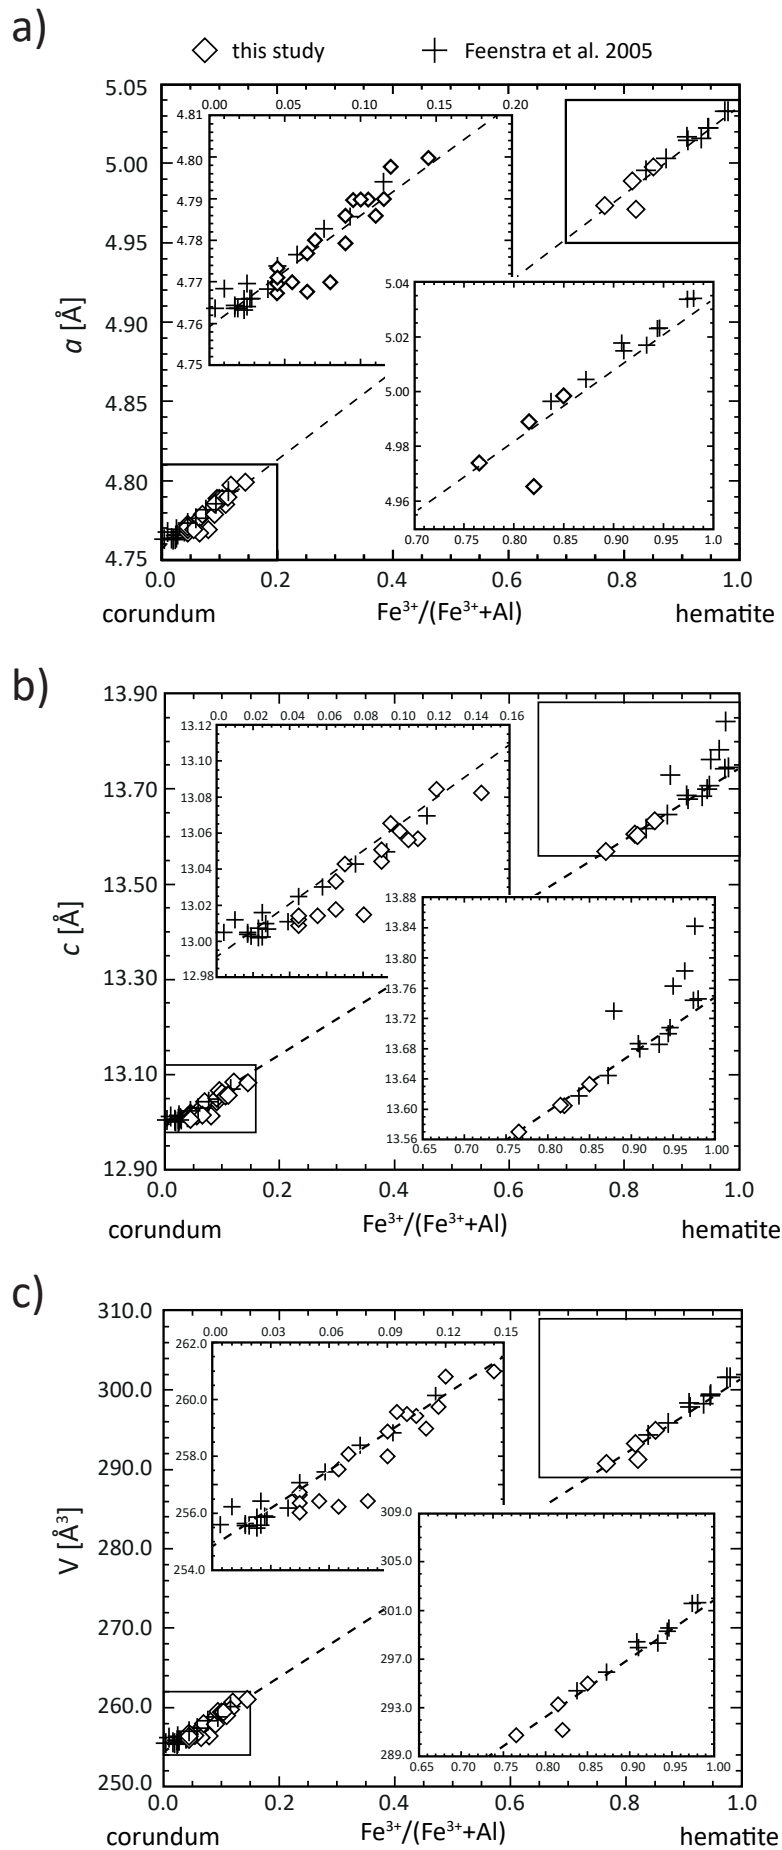 a)
this study
Feenstra et al. 2005
5.05
5.00
4.95
4.90
4.85
4.80
4.75
a [Å]
0.00 0.05 0.10 0.15 0.20
4.81
4.80
4.79
4.78
4.77
4.76
4.75
5.04
5.02
5.00
4.98
4.96
0.70 0.80 0.85 0.90 0.95 1.0
0.0 0.2 0.4 0.6 0.8 1.0
corundum Fe³⁺/(Fe³⁺+Al) hematite
b)
13.90
13.70
13.50
13.30
13.10
12.90
c [Å]
0.0 0.02 0.04 0.06 0.08 0.10 0.12 0.14 0.16
13.12
13.08
13.06
13.04
13.02
13.00
12.98
13.88
13.84
13.80
13.76
13.72
13.68
13.64
13.60
13.56
0.65 0.70 0.75 0.80 0.85 0.90 0.95 1.00
0.0 0.2 0.4 0.6 0.8 1.0
corundum Fe³⁺/(Fe³⁺+Al) hematite
c)
310.0
300.0
290.0
280.0
270.0
260.0
250.0
V [Å³]
0.00 0.03 0.06 0.09 0.12 0.15
262.0
260.0
258.0
256.0
254.0
309.0
305.0
301.0
297.0
293.0
289.0
0.65 0.70 0.75 0.80 0.85 0.90 0.95 1.00
0.0 0.2 0.4 0.6 0.8 1.0
corundum Fe³⁺/(Fe³⁺+Al) hematite